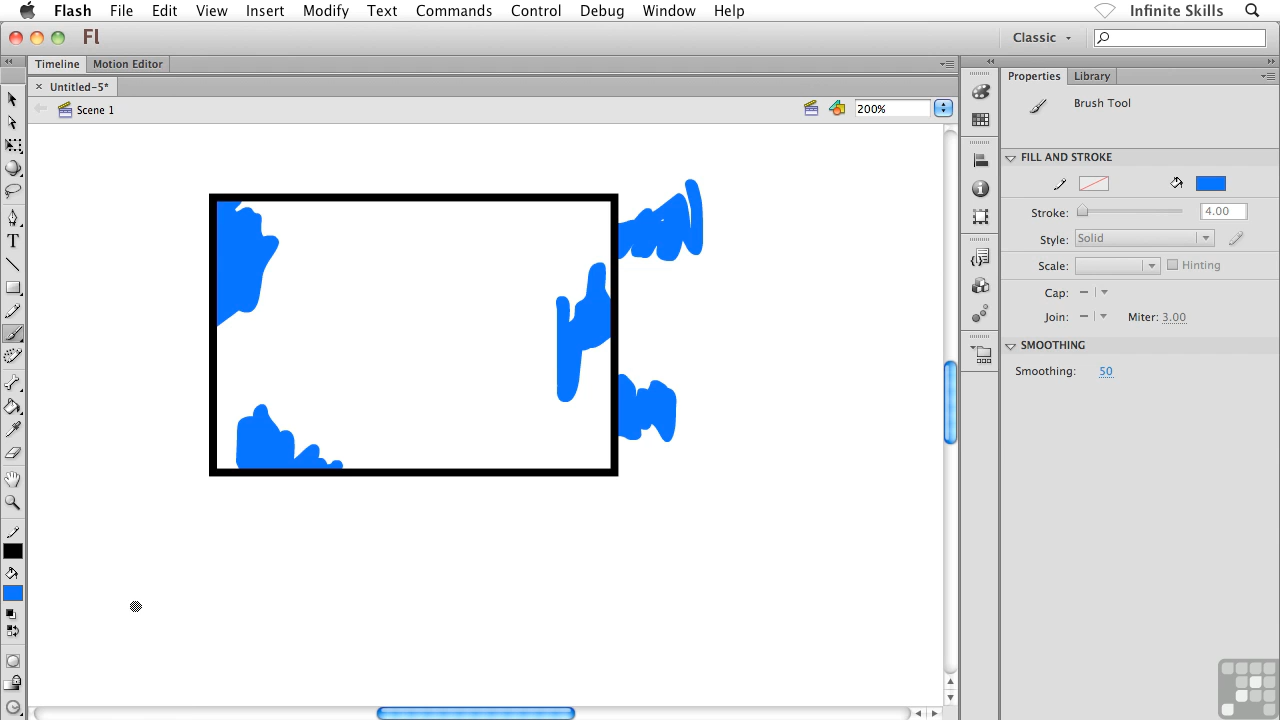 Flash File Edit View Insert Modify Text Commands Control Debug Window Help Infinite Skills
Fl Classic
Timeline Motion Editor
Untitled-5*
Scene 1 200%
Properties Library
Brush Tool
FILL AND STROKE
Stroke: 4.00
Style: Solid
Scale: Hinting
Cap:
Join: Miter: 3.00
SMOOTHING
Smoothing: 50
T